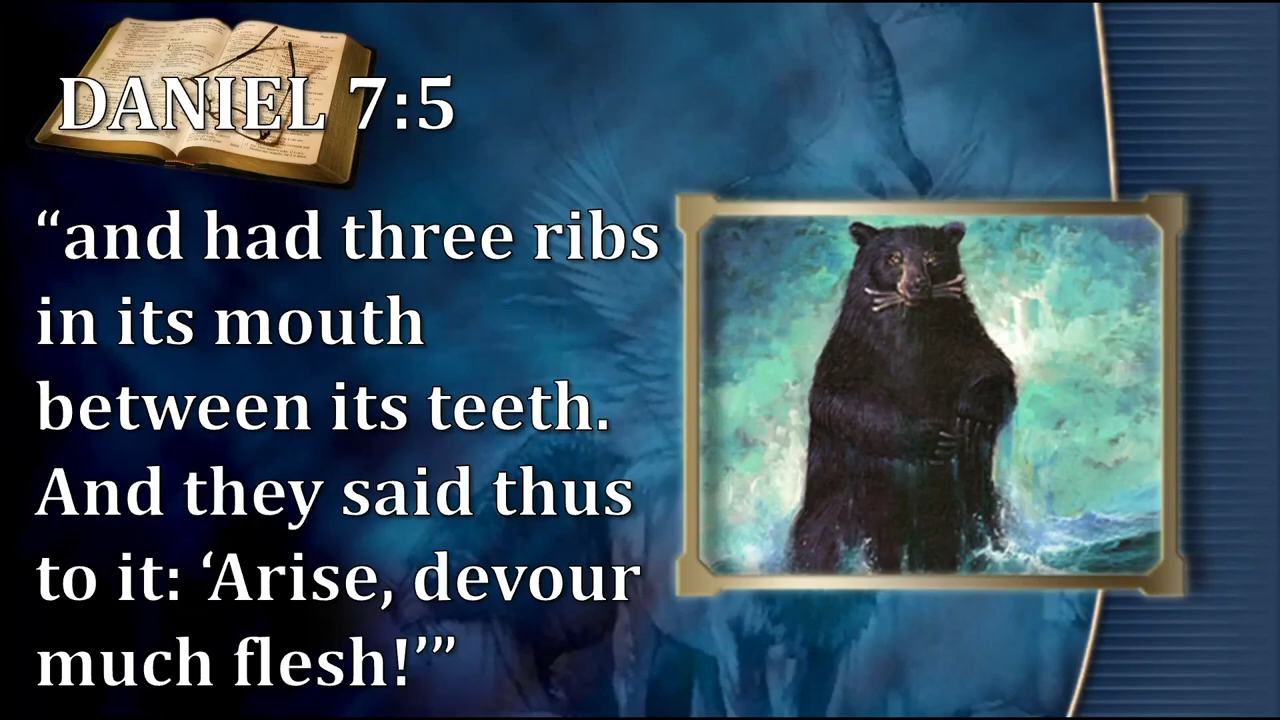 DANIEL 7:5
“and had three ribs
in its mouth
between its teeth.
And they said thus
to it: ‘Arise, devour
much flesh!’”